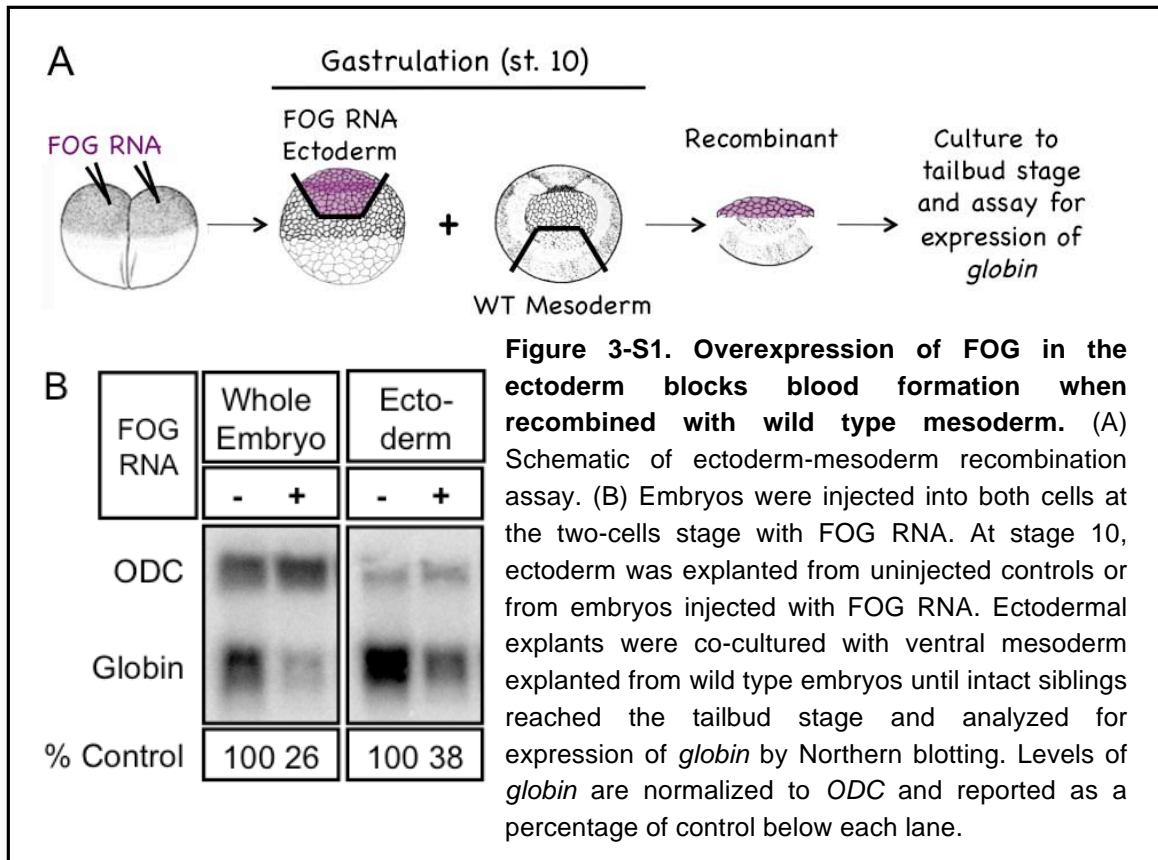 A
Gastrulation (st. 10)
FOG RNA
FOG RNA
Ectoderm
+
WT Mesoderm
Recombinant
Culture to
tailbud stage
and assay for
expression of
globin
B
FOG
RNA
Whole
Embryo
Ecto-
derm
- + - +
ODC
Globin
% Control 100 26 100 38
Figure 3-S1. Overexpression of FOG in the
ectoderm blocks blood formation when
recombined with wild type mesoderm. (A)
Schematic of ectoderm-mesoderm recombination
assay. (B) Embryos were injected into both cells at
the two-cells stage with FOG RNA. At stage 10,
ectoderm was explanted from uninjected controls or
from embryos injected with FOG RNA. Ectodermal
explants were co-cultured with ventral mesoderm
explanted from wild type embryos until intact siblings
reached the tailbud stage and analyzed for
expression of globin by Northern blotting. Levels of
globin are normalized to ODC and reported as a
percentage of control below each lane.